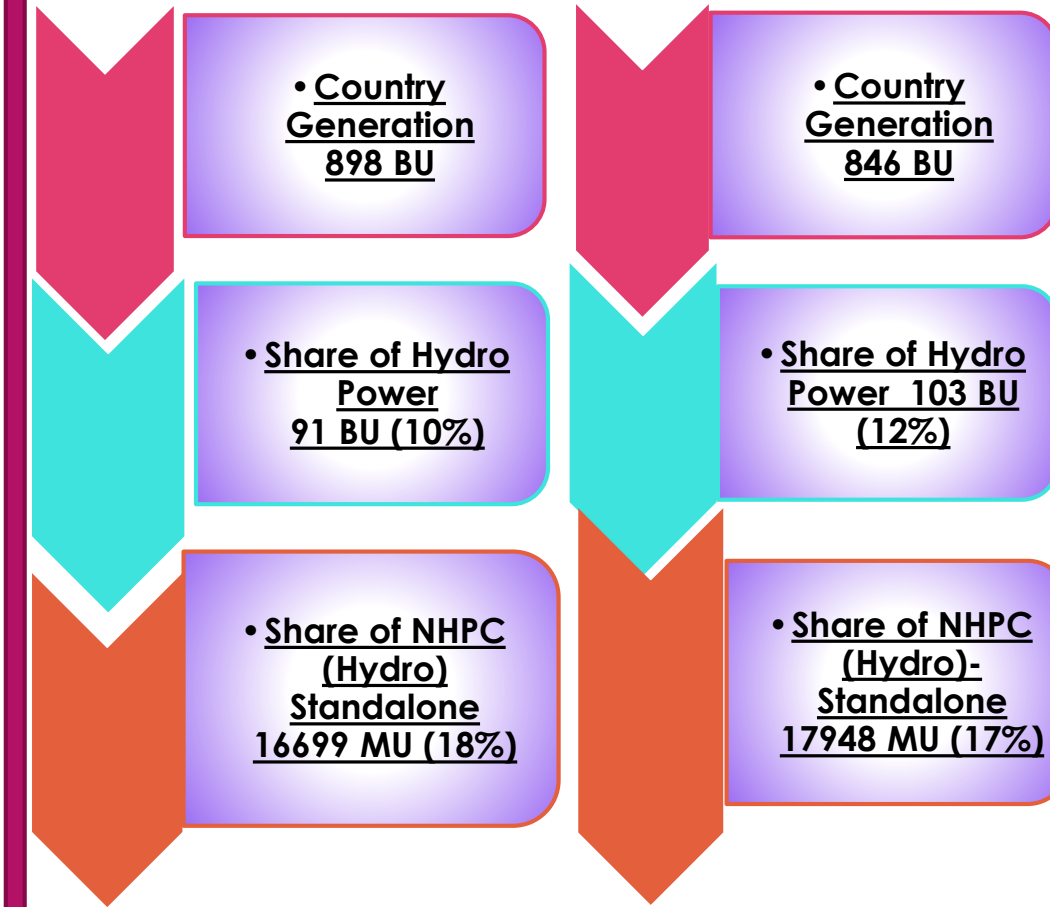 • Country
Generation
898 BU
• Share of Hydro
Power
91 BU (10%)
• Share of NHPC
(Hydro)
Standalone
16699 MU (18%)
• Country
Generation
846 BU
• Share of Hydro
Power  103 BU
(12%)
• Share of NHPC
(Hydro)-
Standalone
17948 MU (17%)